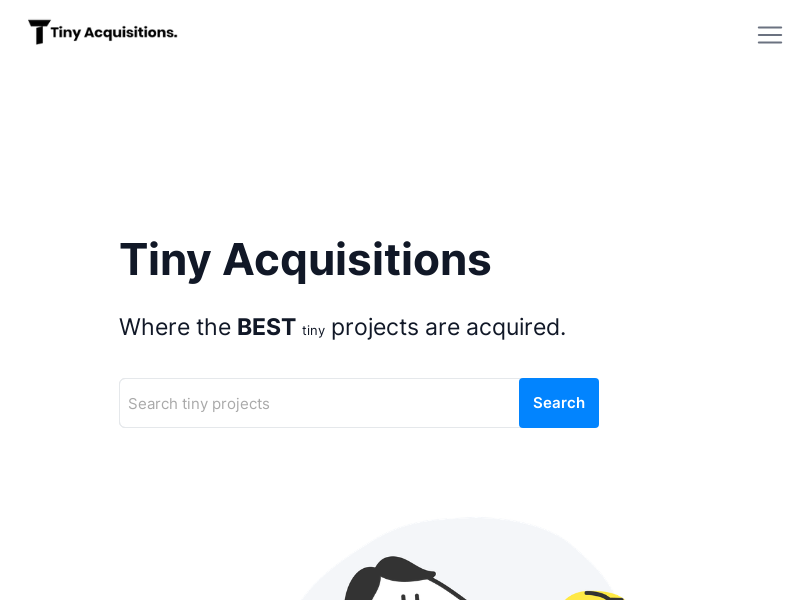 Tiny Acquisitions.
Tiny Acquisitions
Where the BEST tiny projects are acquired.
Search tiny projects
Search